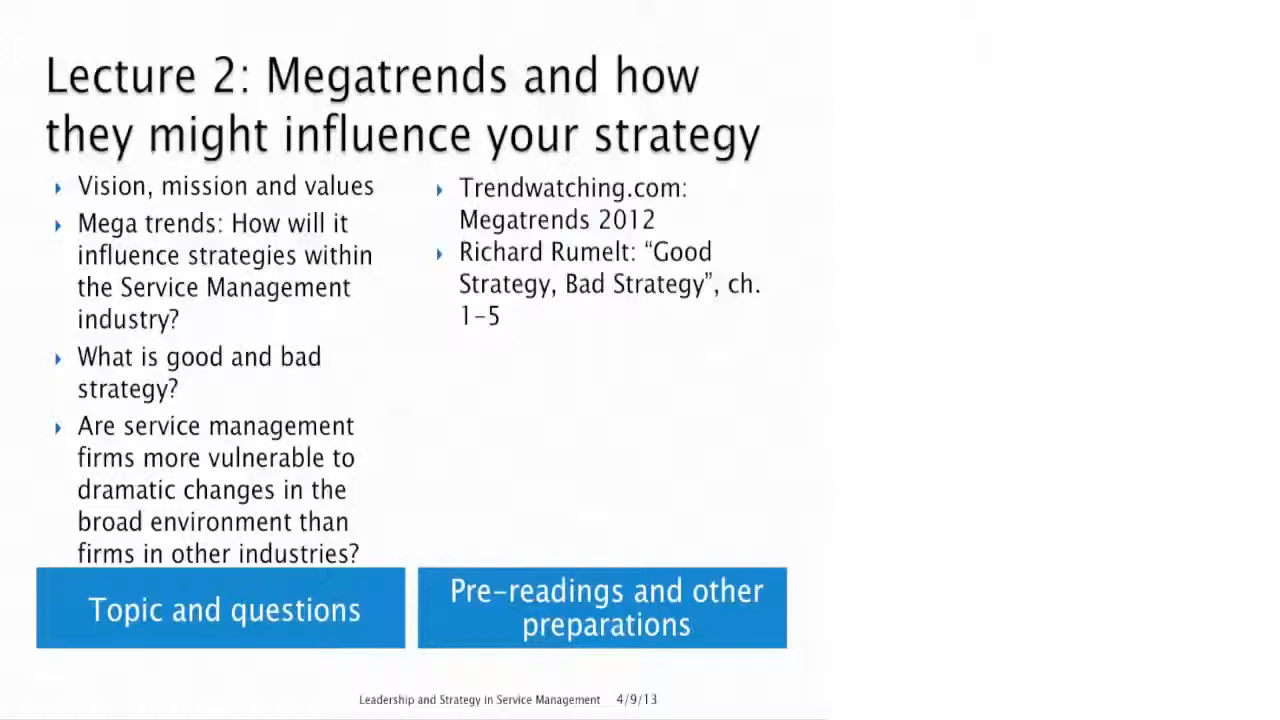 Lecture 2: Megatrends and how
they might influence your strategy
Vision, mission and values
Mega trends: How will it
influence strategies within
the Service Management
industry?
What is good and bad
strategy?
Are service management
firms more vulnerable to
dramatic changes in the
broad environment than
firms in other industries?
Topic and questions
Trendwatching.com:
Megatrends 2012
Richard Rumelt: “Good
Strategy, Bad Strategy”, ch.
1–5
Pre-readings and other
preparations
Leadership and Strategy in Service Management 4/9/13